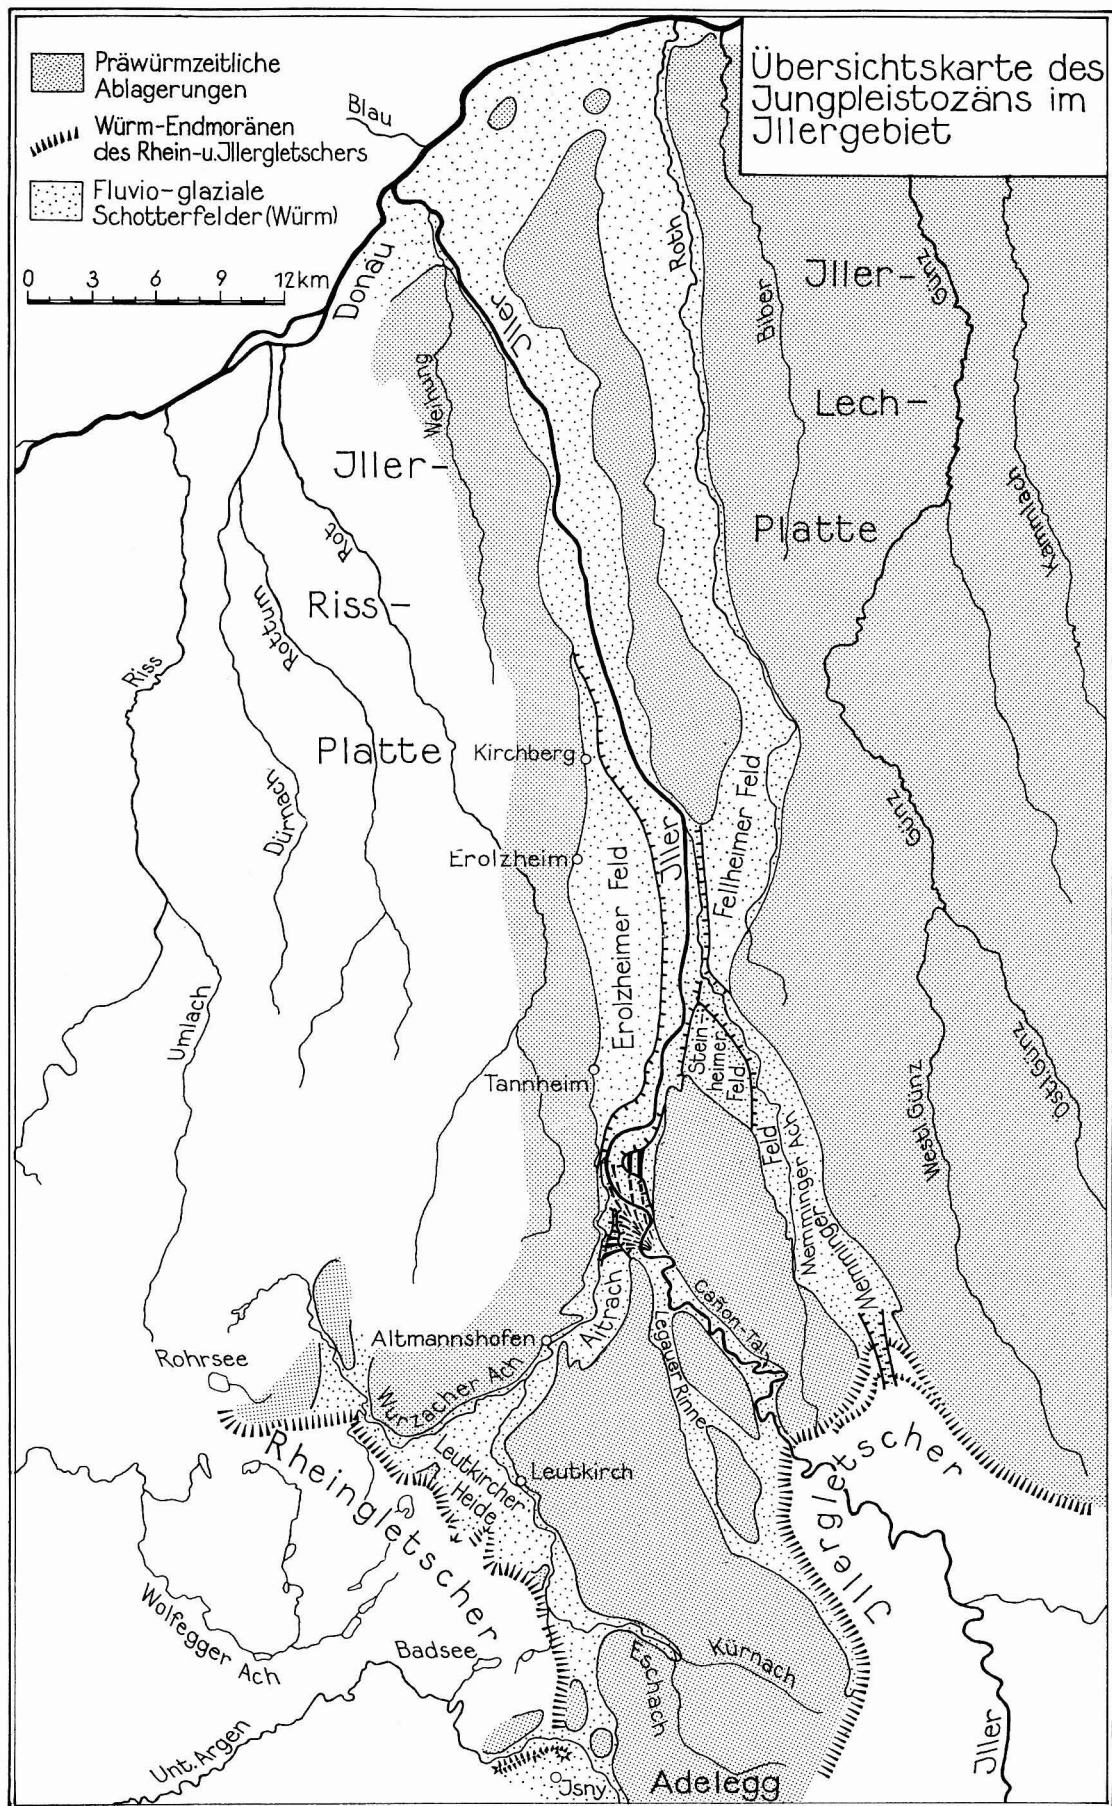 Übersichtskarte des
Jungpleistozäns im
Jllergebiet
Präwürmzeitliche
Ablagerungen
Würm-Endmoränen
des Rhein-u.Jllergletschers
Fluvio-glaziale
Schotterfelder (Würm)
0 3 6 9 12km
Blau
Donau
Jller
Roth
Biber
Jller-
Lech-
Platte
Günz
Kammlach
Weihung
Jller-
Riss-
Platte
Rot
Rottum
Riss
Dürnach
Umlach
Kirchberg
Erolzheim
Tannheim
Erolzheimer Feld
Jller
Fellheimer Feld
Günz
Stein-
heimer
Feld
Westl. Günz
Östl. Günz
Memminger Feld
Memminger Ach
Aitrach
Legauer Rinne
Cañon-Tal
Altmannshofen
Wurzacher Ach
Rohrsee
Rheingletscher
Leutkircher
Heide
Leutkirch
Jllergletscher
Wolfegger
Ach
Badsee
Unt. Argen
Eschach
Kürnach
Jsny
Adelegg
Jller